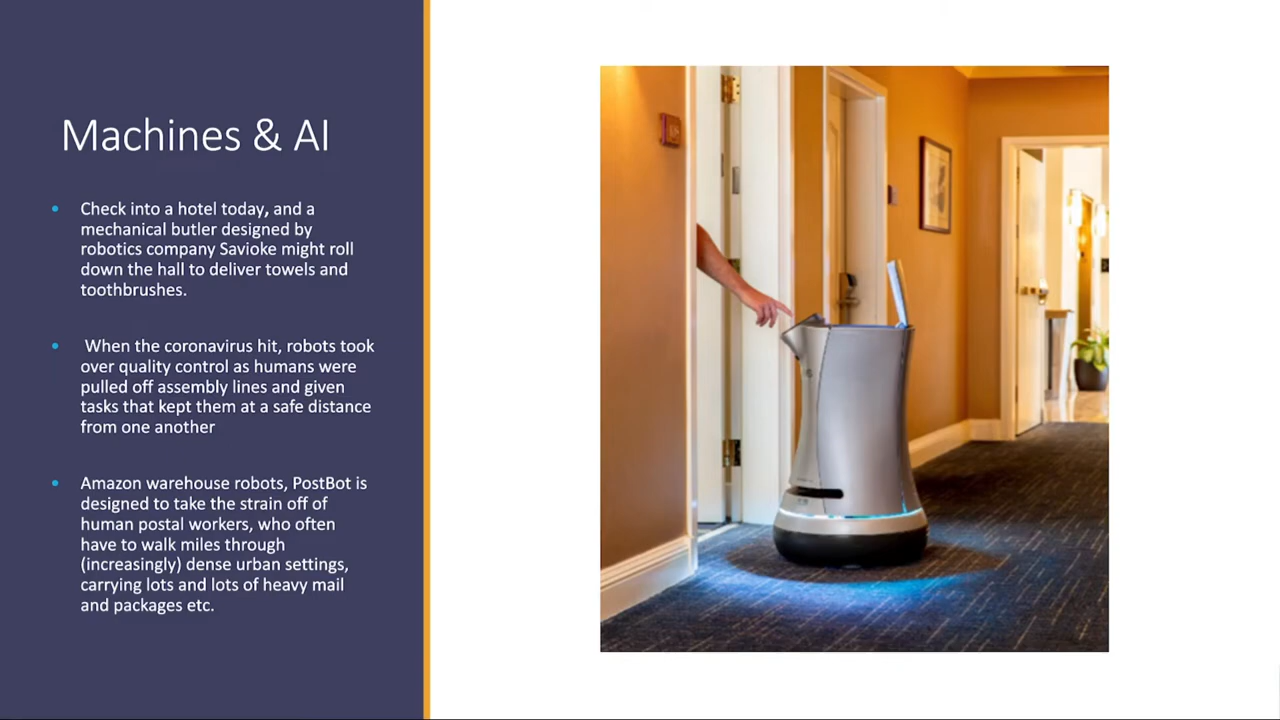 Machines & AI
• Check into a hotel today, and a
mechanical butler designed by
robotics company Savioke might roll
down the hall to deliver towels and
toothbrushes.
• When the coronavirus hit, robots took
over quality control as humans were
pulled off assembly lines and given
tasks that kept them at a safe distance
from one another
• Amazon warehouse robots, PostBot is
designed to take the strain off of
human postal workers, who often
have to walk miles through
(increasingly) dense urban settings,
carrying lots and lots of heavy mail
and packages etc.